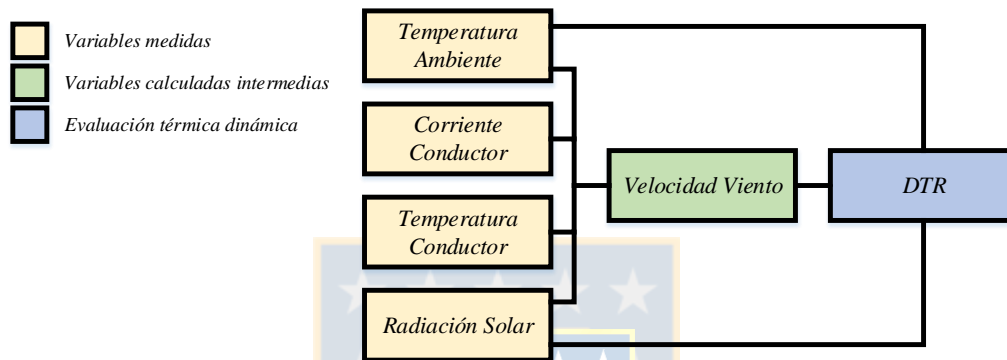 Variables medidas
Variables calculadas intermedias
Evaluación térmica dinámica
Temperatura
Ambiente
Corriente
Conductor
Temperatura
Conductor
Radiación Solar
Velocidad Viento
DTR